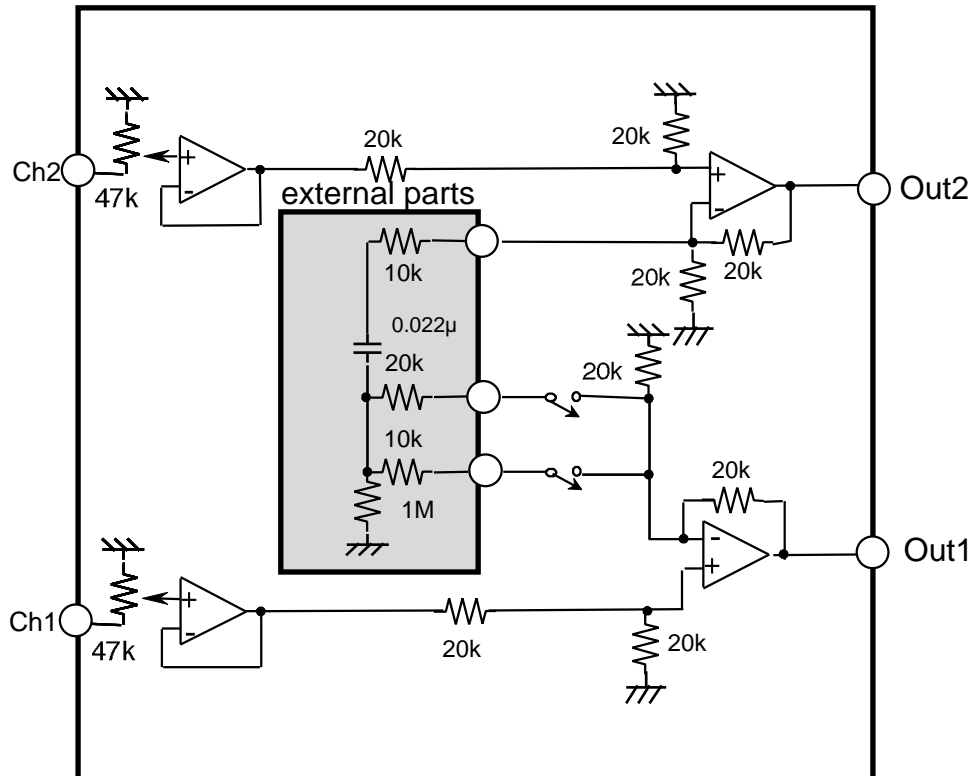 20k
20k
Ch2
47k
+
-
+
-
Out2
external parts
10k
20k
20k
0.022µ
20k
20k
10k
20k
1M
-
+
Out1
+
-
Ch1
47k
20k
20k